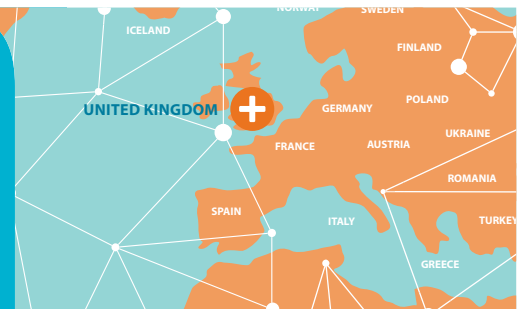 NORWAY
SWEDEN
ICELAND
FINLAND
POLAND
UNITED KINGDOM
GERMANY
UKRAINE
FRANCE
AUSTRIA
ROMANIA
SPAIN
ITALY
TURKEY
GREECE